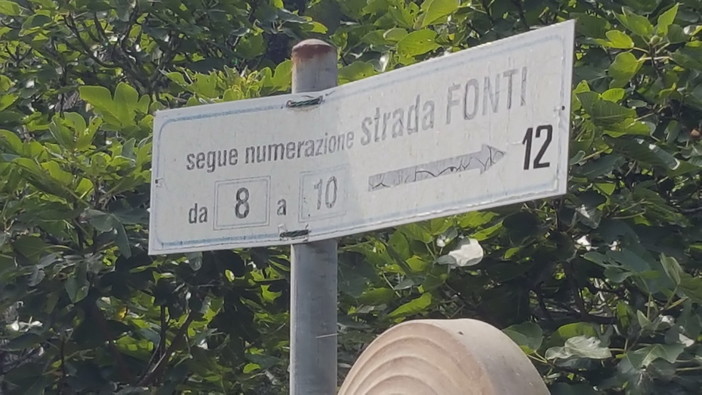 segue numerazione strada FONTI
da 8 a 10 12